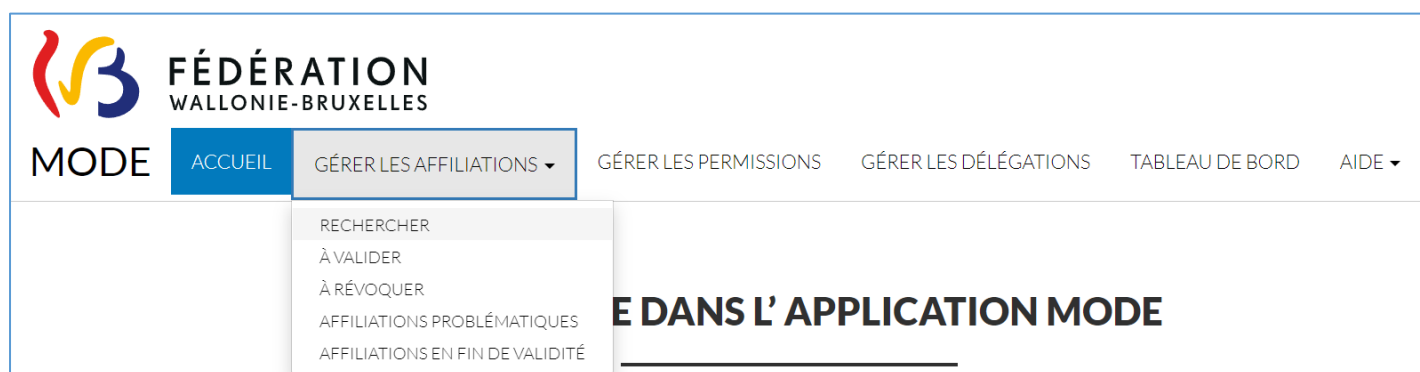 FÉDÉRATION
WALLONIE-BRUXELLES
MODE ACCUEIL GÉRER LES AFFILIATIONS GÉRER LES PERMISSIONS GÉRER LES DÉLÉGATIONS TABLEAU DE BORD AIDE
RECHERCHER
À VALIDER
À RÉVOQUER
AFFILIATIONS PROBLÉMATIQUES
AFFILIATIONS EN FIN DE VALIDITÉ
E DANS L’ APPLICATION MODE